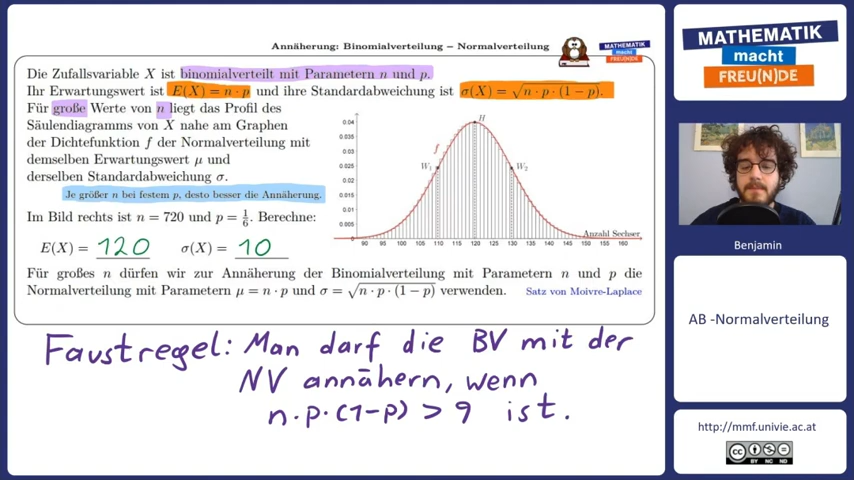 Annäherung: Binomialverteilung – Normalverteilung
MATHEMATIK
macht
FREU(N)DE
Die Zufallsvariable X ist binomialverteilt mit Parametern n und p.
Ihr Erwartungswert ist E(X) = n · p und ihre Standardabweichung ist σ(X) = √n · p · (1 − p).
Für große Werte von n liegt das Profil des
Säulendiagramms von X nahe am Graphen
der Dichtefunktion f der Normalverteilung mit
demselben Erwartungswert μ und
derselben Standardabweichung σ.
Je größer n bei festem p, desto besser die Annäherung.
Im Bild rechts ist n = 720 und p = 1/6. Berechne:
E(X) = 120 σ(X) = 10
0.04
0.035
0.03
0.025
0.02
0.015
0.01
0.005
0
f
W₁
H
W₂
Anzahl Sechser
90 95 100 105 110 115 120 125 130 135 140 145 150 155 160
Für großes n dürfen wir zur Annäherung der Binomialverteilung mit Parametern n und p die
Normalverteilung mit Parametern μ = n · p und σ = √n · p · (1 − p) verwenden. Satz von Moivre-Laplace
Faustregel: Man darf die BV mit der
NV annähern, wenn
n · p · (1-p) > 9 ist.
MATHEMATIK
macht
FREU(N)DE
Benjamin
AB -Normalverteilung
http://mmf.univie.ac.at
cc
BY NC ND